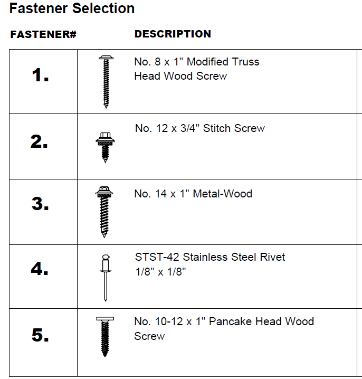 Fastener Selection
FASTENER# DESCRIPTION
1. No. 8 x 1" Modified Truss
Head Wood Screw
2. No. 12 x 3/4" Stitch Screw
3. No. 14 x 1" Metal-Wood
4. STST-42 Stainless Steel Rivet
1/8" x 1/8"
5. No. 10-12 x 1" Pancake Head Wood
Screw